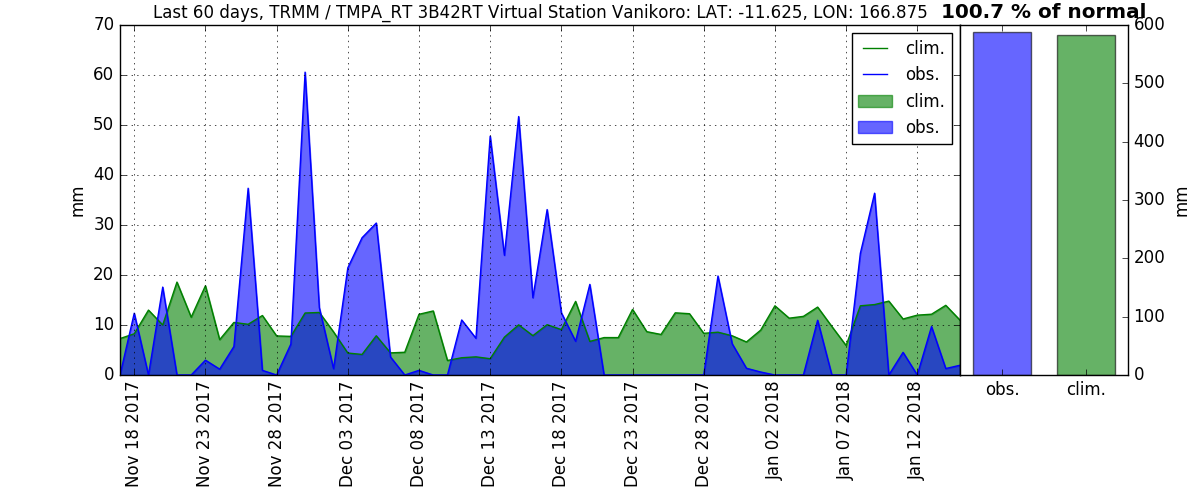 Last 60 days, TRMM / TMPA_RT 3B42RT Virtual Station Vanikoro: LAT: -11.625, LON: 166.875
100.7 % of normal
70
60
50
40
30
20
10
0
mm
clim.
obs.
clim.
obs.
Nov 18 2017
Nov 23 2017
Nov 28 2017
Dec 03 2017
Dec 08 2017
Dec 13 2017
Dec 18 2017
Dec 23 2017
Dec 28 2017
Jan 02 2018
Jan 07 2018
Jan 12 2018
600
500
400
300
200
100
0
mm
obs.
clim.